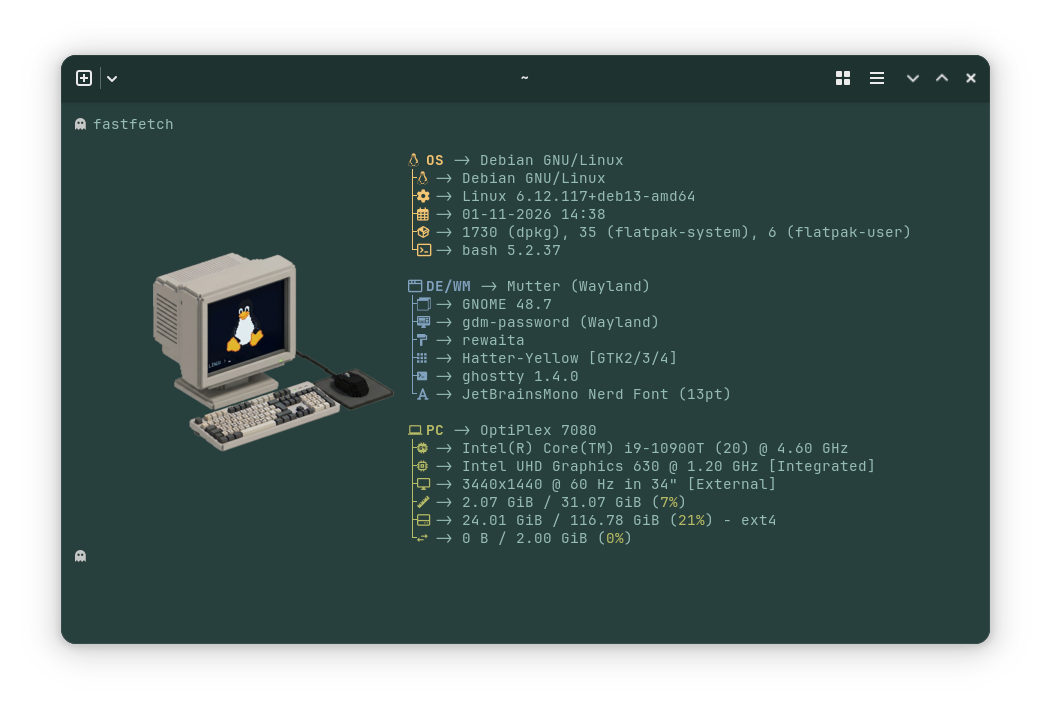 ~
fastfetch
OS → Debian GNU/Linux
→ Debian GNU/Linux
→ Linux 6.12.117+deb13-amd64
→ 01-11-2026 14:38
→ 1730 (dpkg), 35 (flatpak-system), 6 (flatpak-user)
→ bash 5.2.37
DE/WM → Mutter (Wayland)
→ GNOME 48.7
→ gdm-password (Wayland)
→ rewaita
→ Hatter-Yellow [GTK2/3/4]
→ ghostty 1.4.0
→ JetBrainsMono Nerd Font (13pt)
PC → OptiPlex 7080
→ Intel(R) Core(TM) i9-10900T (20) @ 4.60 GHz
→ Intel UHD Graphics 630 @ 1.20 GHz [Integrated]
→ 3440x1440 @ 60 Hz in 34" [External]
→ 2.07 GiB / 31.07 GiB (7%)
→ 24.01 GiB / 116.78 GiB (21%) - ext4
→ 0 B / 2.00 GiB (0%)